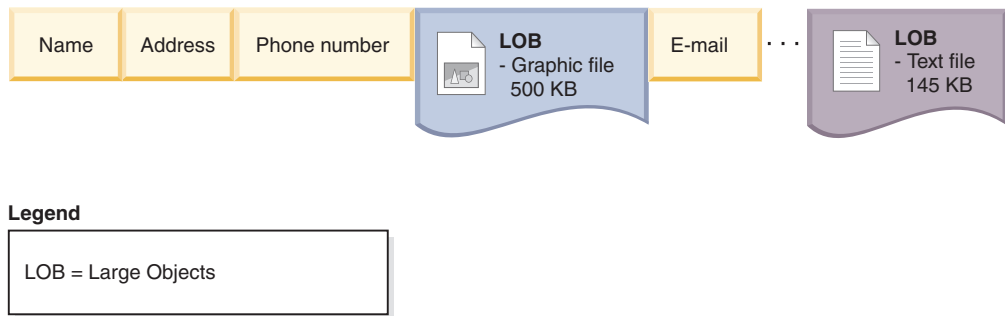 Name
Address
Phone number
LOB
- Graphic file
500 KB
E-mail
. . .
LOB
- Text file
145 KB
Legend
LOB = Large Objects